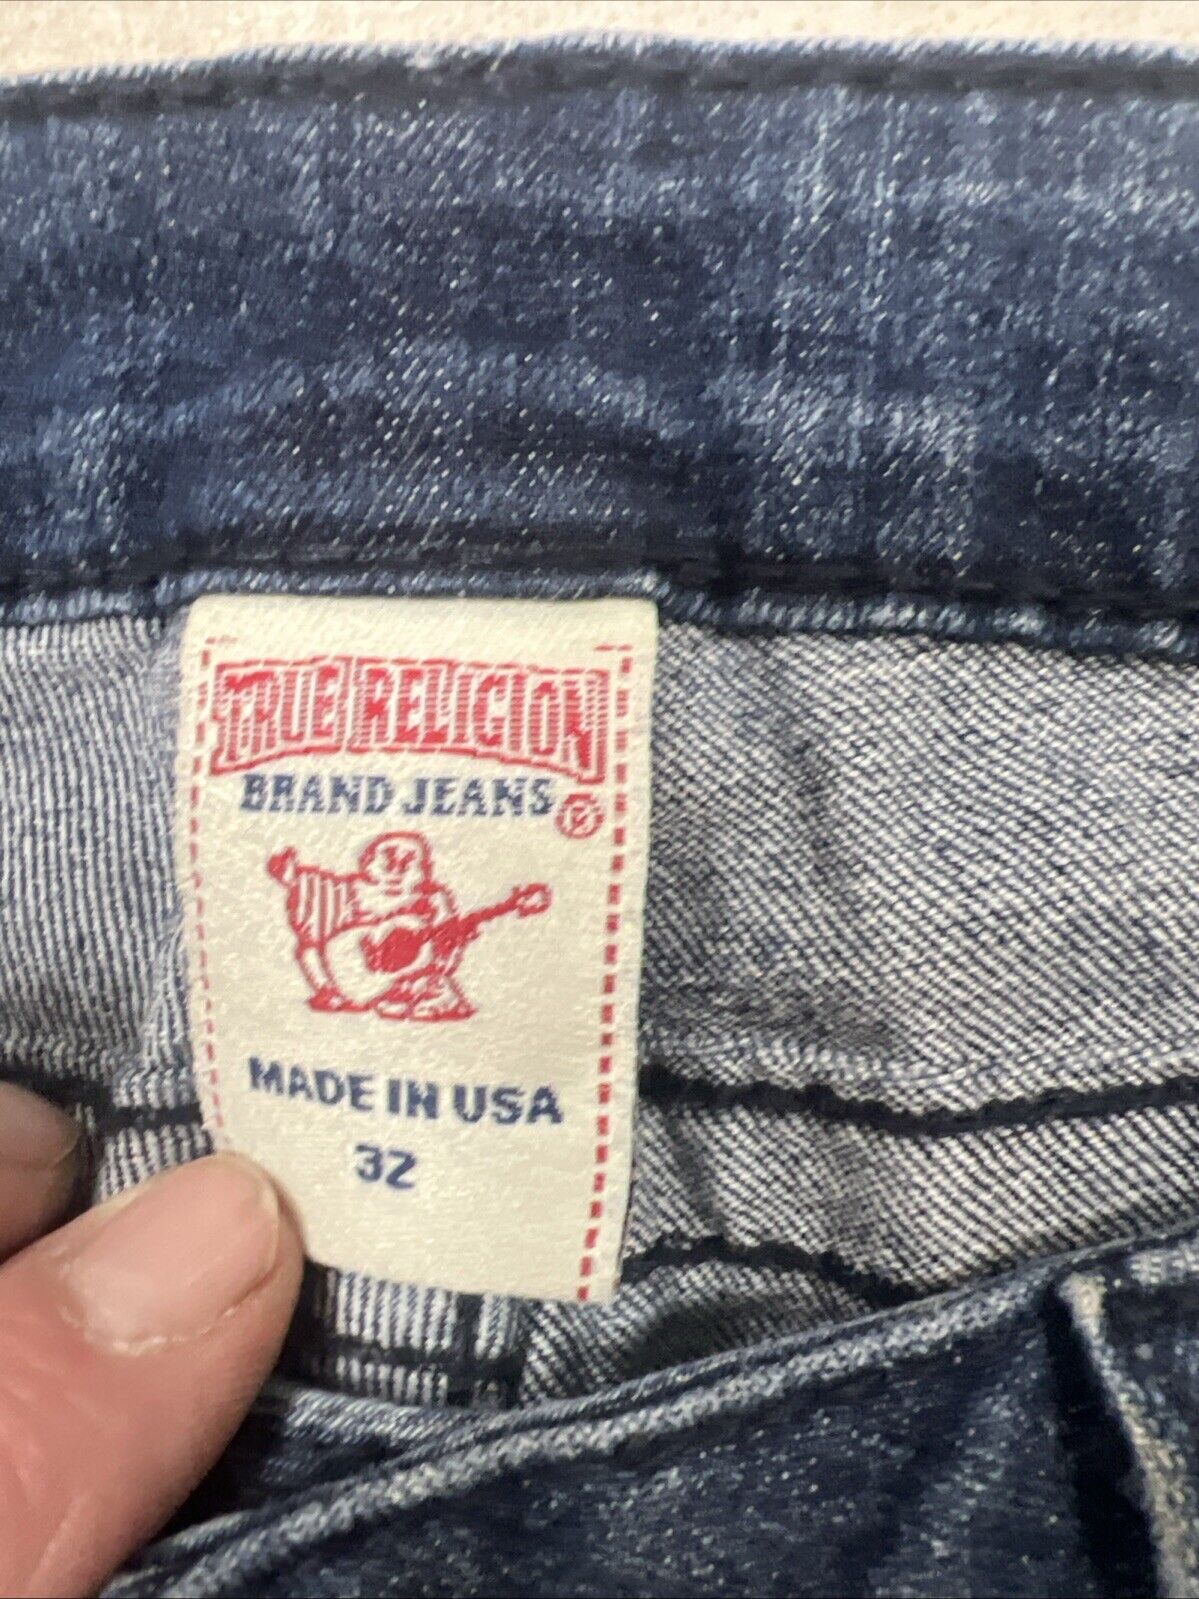 TRUE RELIGION
BRAND JEANS ®
MADE IN USA
32